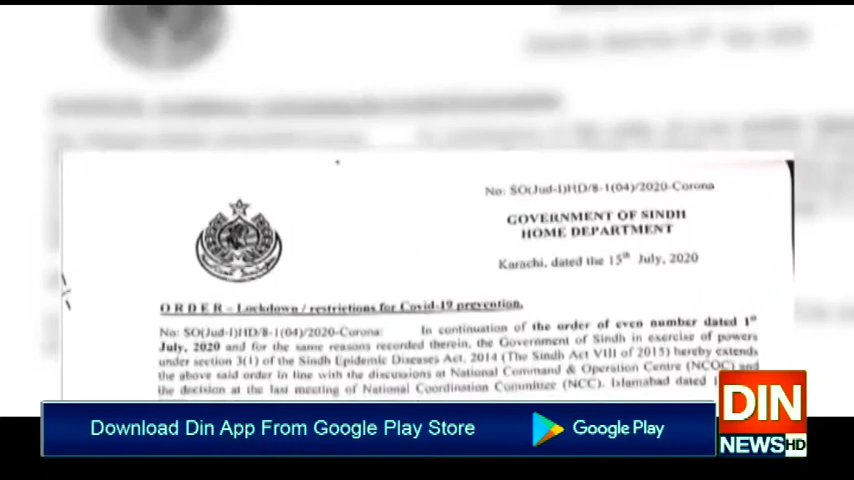 No: SO(Jud-I)HD/8-1(04)/2020-Corona
GOVERNMENT OF SINDH
HOME DEPARTMENT
Karachi, dated the 15th July, 2020
ORDER – Lockdown / restrictions for Covid-19 prevention.
No: SO(Jud-I)HD/8-1(04)/2020-Corona: In continuation of the order of even number dated 1st
July, 2020 and for the same reasons recorded therein, the Government of Sindh in exercise of powers
under section 3(1) of the Sindh Epidemic Diseases Act, 2014 (The Sindh Act VIII of 2015) hereby extends
the above said order in line with the discussions at National Command & Operation Centre (NCOC) and
the decision at the last meeting of National Coordination Committee (NCC). Islamabad dated
Download Din App From Google Play Store
Google Play
DIN
NEWS HD